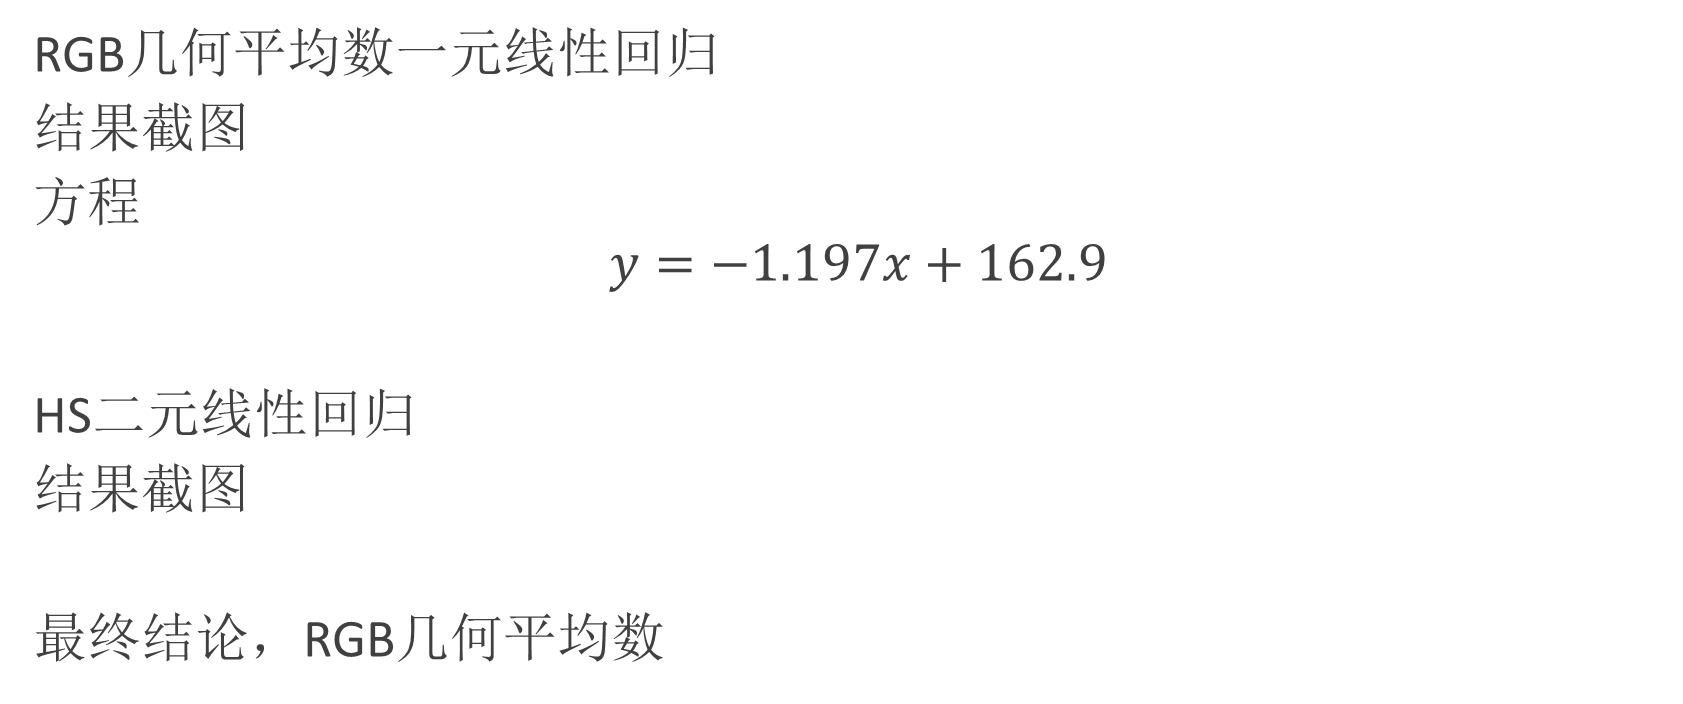 RGB几何平均数一元线性回归
结果截图
方程
y = −1.197x + 162.9
HS二元线性回归
结果截图
最终结论，RGB几何平均数